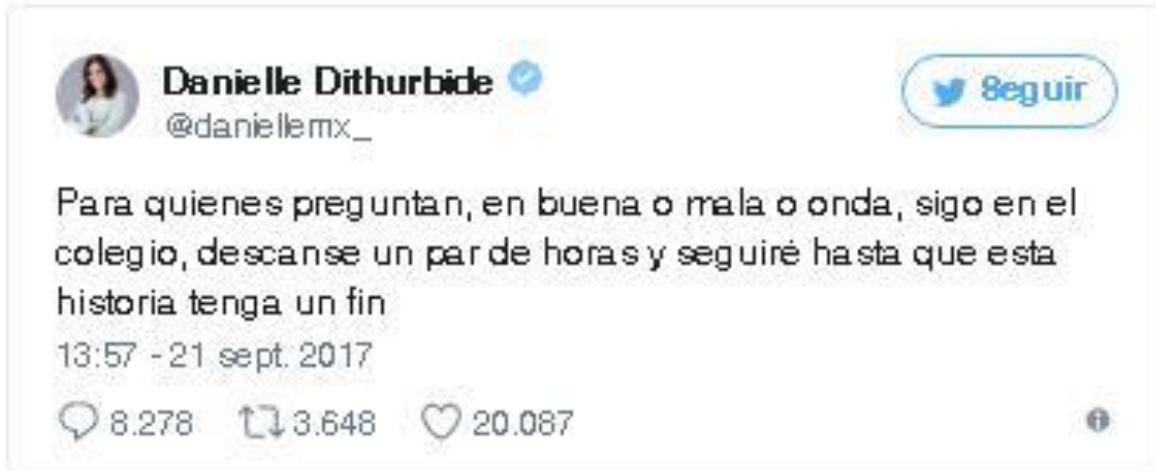 Danielle Dithurbide
Seguir
@daniellemx_
Para quienes preguntan, en buena o mala o onda, sigo en el
colegio, descanse un par de horas y seguiré hasta que esta
historia tenga un fin
13:57 - 21 sept. 2017
8.278 3.648 20.087